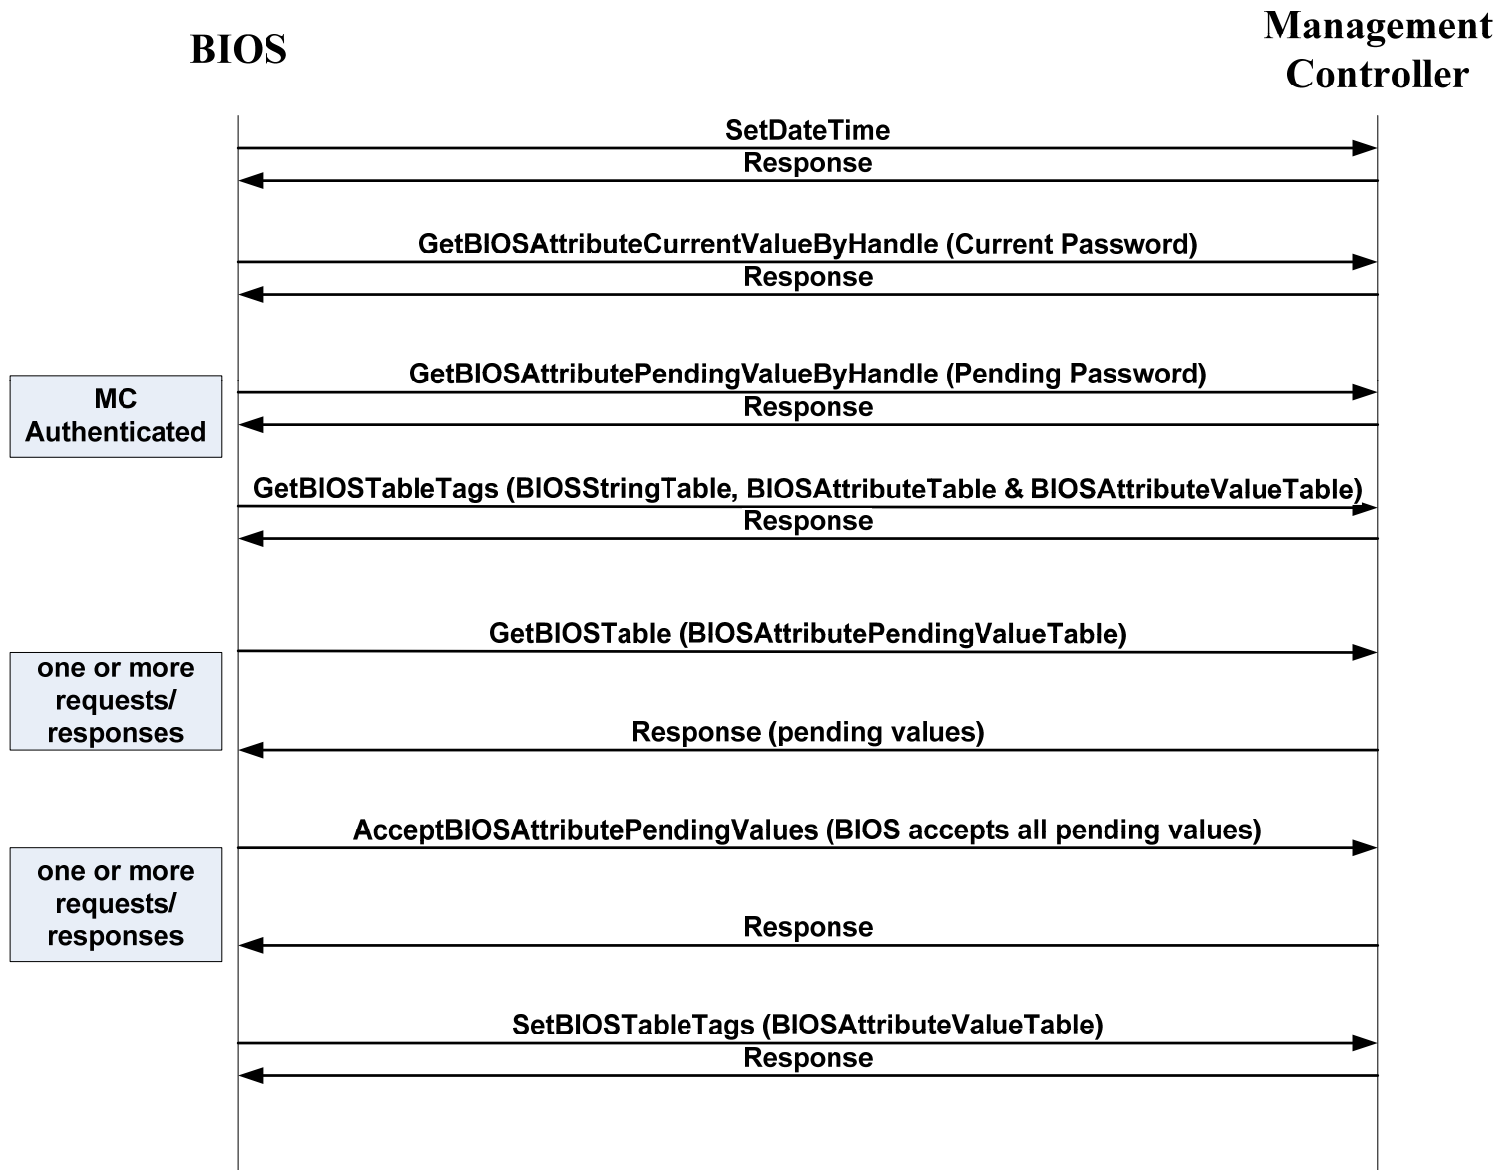 BIOS
Management
Controller
SetDateTime
Response
GetBIOSAttributeCurrentValueByHandle (Current Password)
Response
GetBIOSAttributePendingValueByHandle (Pending Password)
MC
Authenticated
Response
GetBIOSTableTags (BIOSStringTable, BIOSAttributeTable & BIOSAttributeValueTable)
Response
GetBIOSTable (BIOSAttributePendingValueTable)
one or more
requests/
responses
Response (pending values)
AcceptBIOSAttributePendingValues (BIOS accepts all pending values)
one or more
requests/
responses
Response
SetBIOSTableTags (BIOSAttributeValueTable)
Response